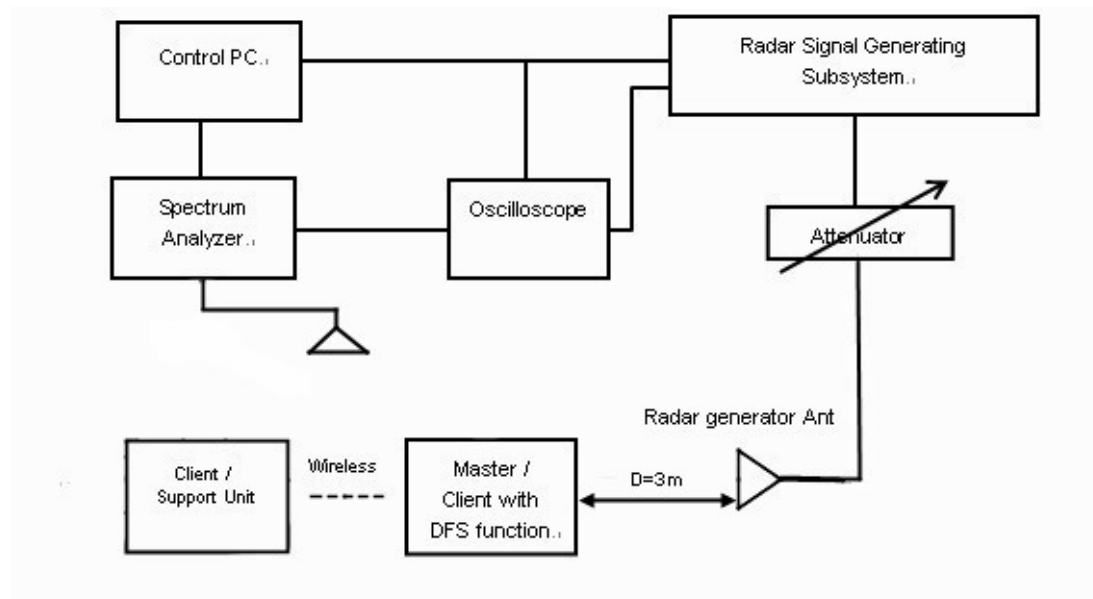 Control PC
Radar Signal Generating
Subsystem
Spectrum
Analyzer
Oscilloscope
Attenuator
Radar generator Ant
Client /
Support Unit
Wireless
Master /
Client with
DFS function
D=3m